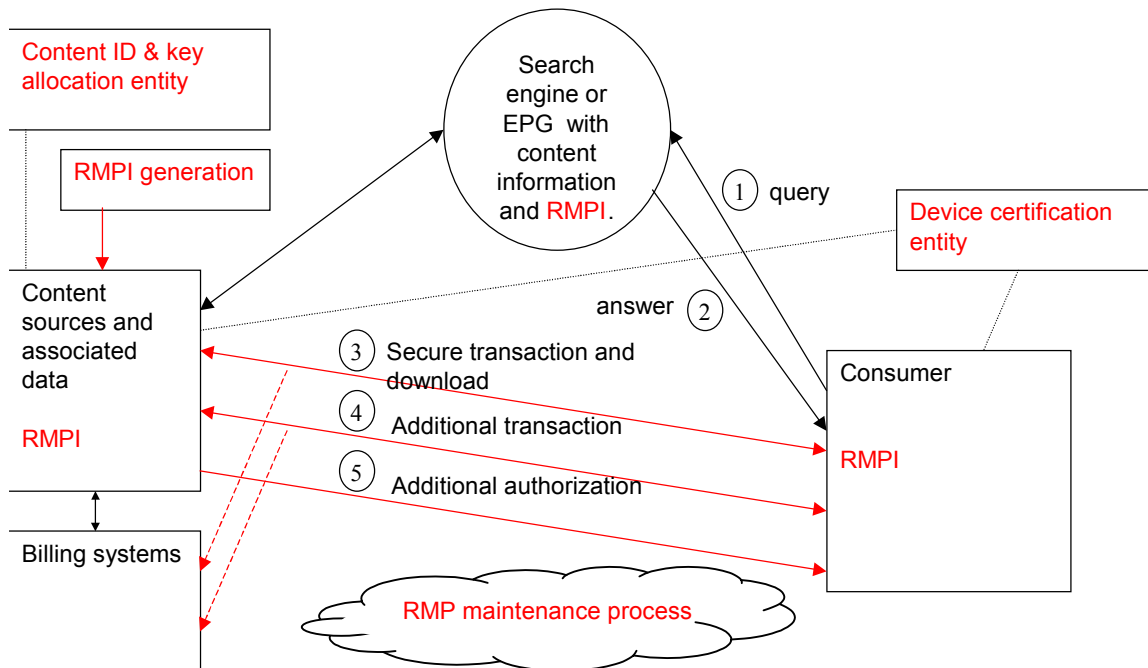 Content ID & key
allocation entity
RMPI generation
Search
engine or
EPG with
content
information
and RMPI.
1 query
Device certification
entity
answer 2
Content
sources and
associated
data
RMPI
3 Secure transaction and
download
4 Additional transaction
5 Additional authorization
Consumer
RMPI
Billing systems
RMP maintenance process